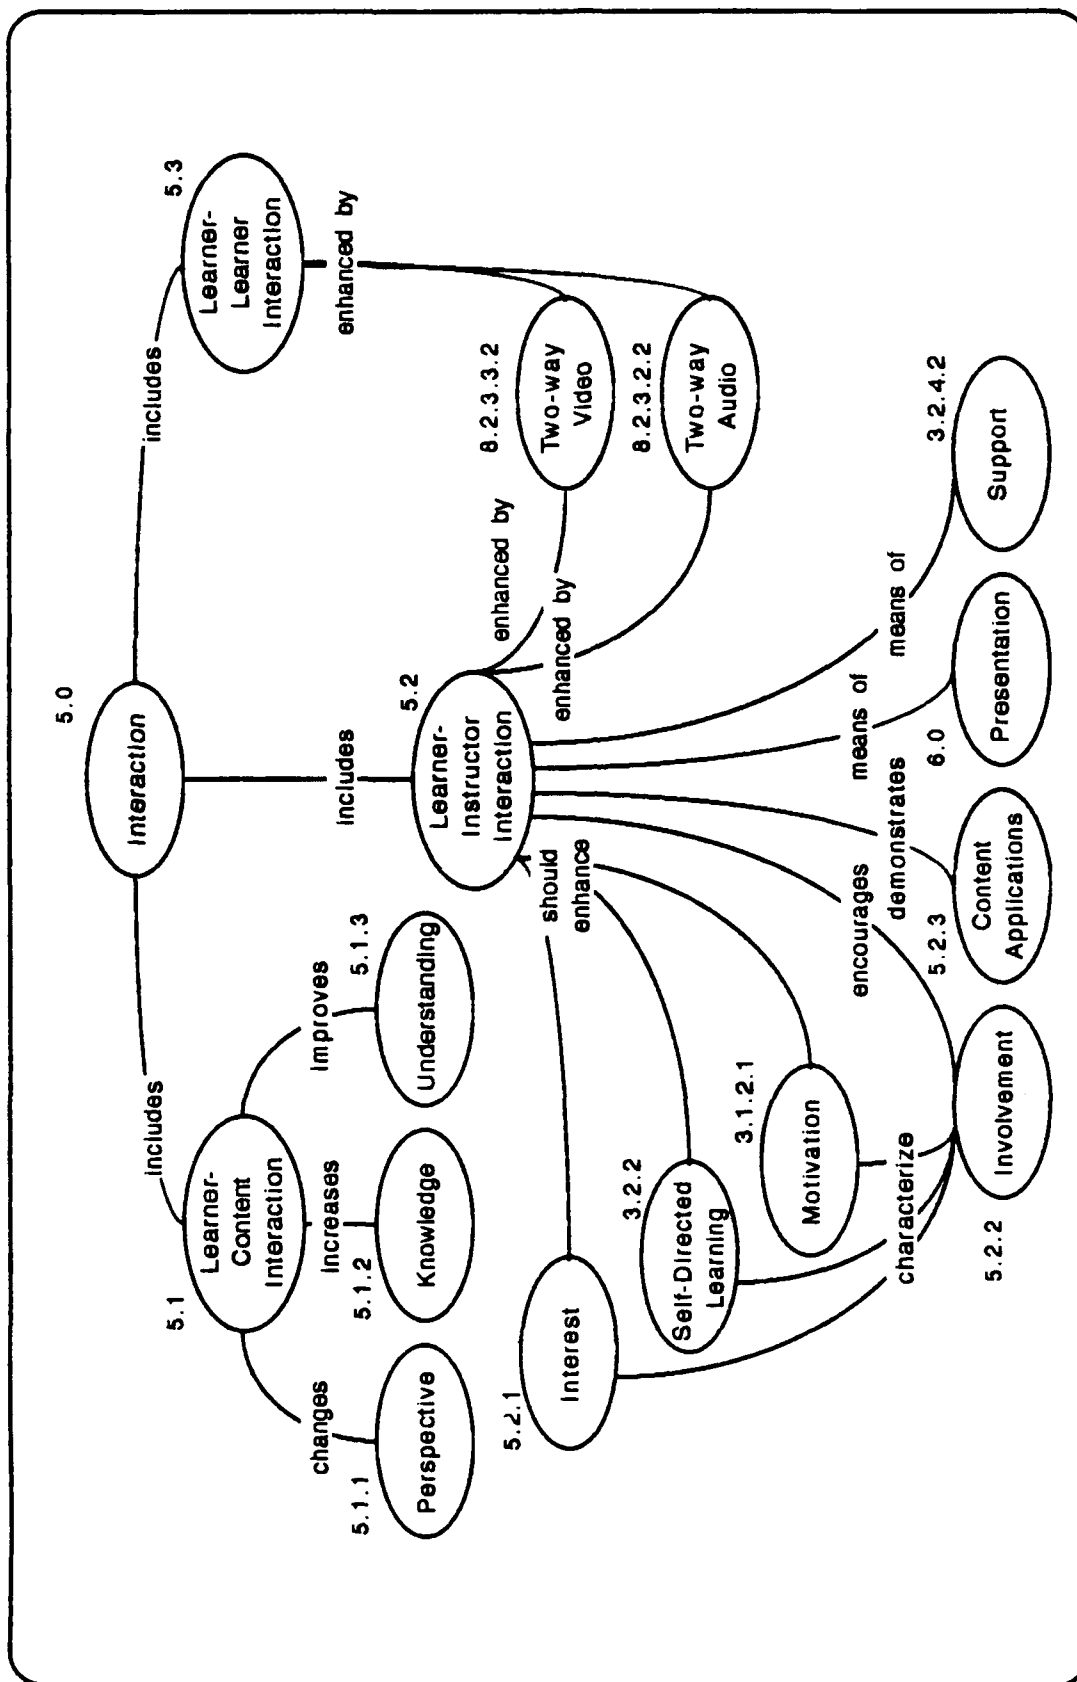 5.0
Interaction
includes
includes
includes
5.1
Learner-
Content
Interaction
5.2
Learner-
Instructor
Interaction
5.3
Learner-
Learner
Interaction
changes
increases
improves
5.1.1
Perspective
5.1.2
Knowledge
5.1.3
Understanding
enhanced by
enhanced by
enhanced by
8.2.3.3.2
Two-way
Video
8.2.3.2.2
Two-way
Audio
should
enhance
5.2.1
Interest
3.2.2
Self-Directed
Learning
3.1.2.1
Motivation
characterize
encourages
demonstrates
means of
means of
5.2.2
Involvement
5.2.3
Content
Applications
6.0
Presentation
3.2.4.2
Support